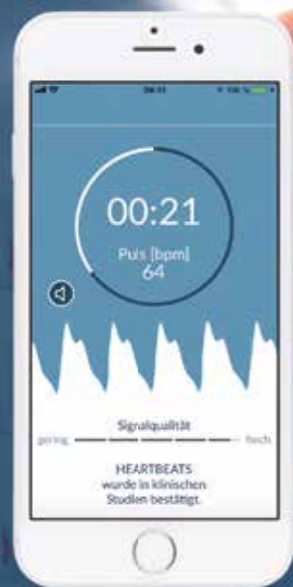 00:21
Puls [bpm]
64
Signalqualität
gering hoch
HEARTBEATS
wurde in klinischen
Studien bestätigt.